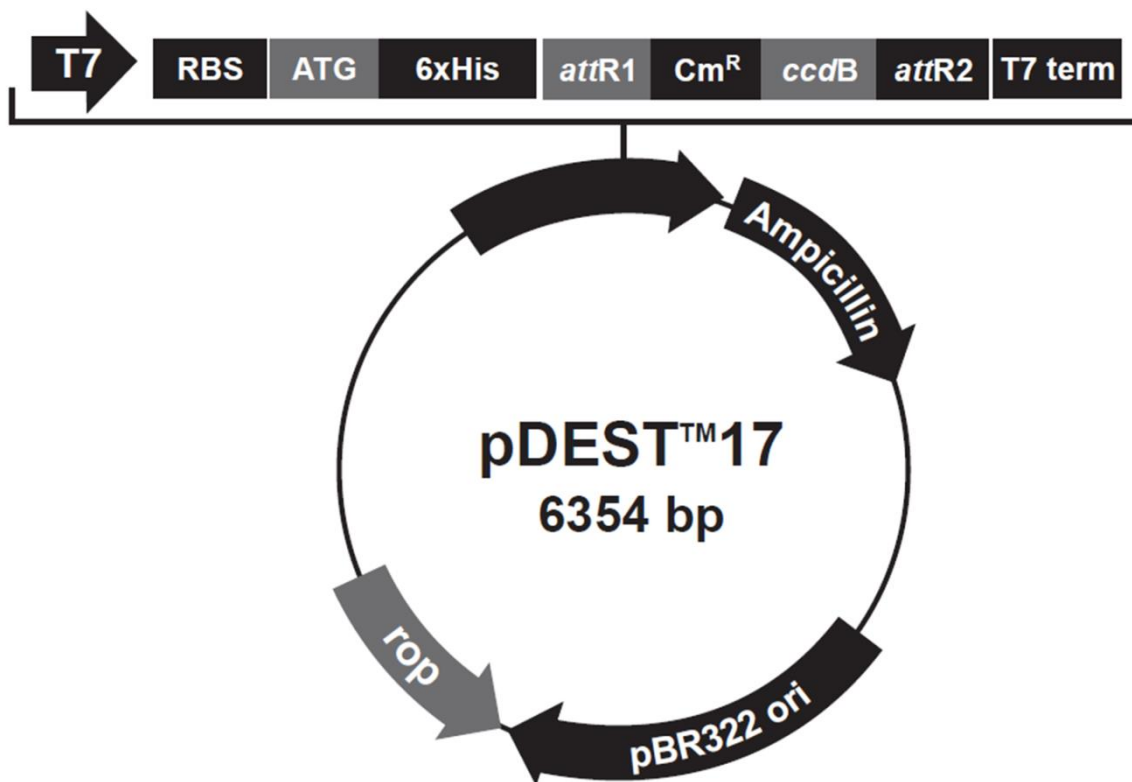 T7 RBS ATG 6xHis attR1 Cmᴿ ccdB attR2 T7 term
Ampicillin
pDEST™17
6354 bp
rop
pBR322 ori